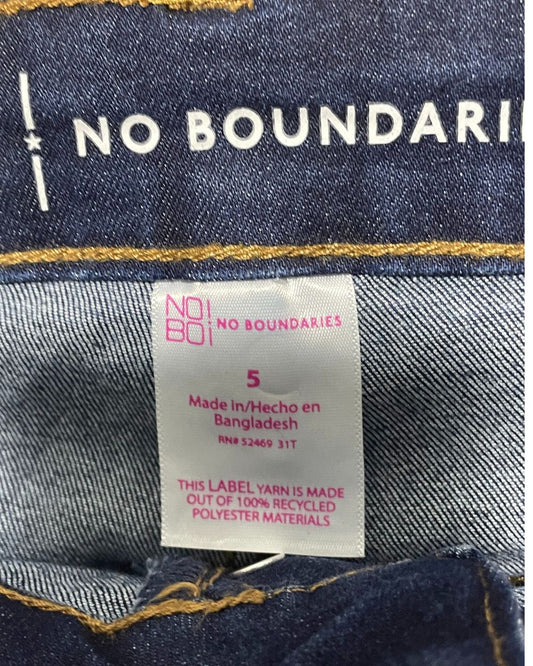 NO BOUNDARI
NO!
BOi
NO BOUNDARIES
5
Made in/Hecho en
Bangladesh
RN# 52469 31T
THIS LABEL YARN IS MADE
OUT OF 100% RECYCLED
POLYESTER MATERIALS